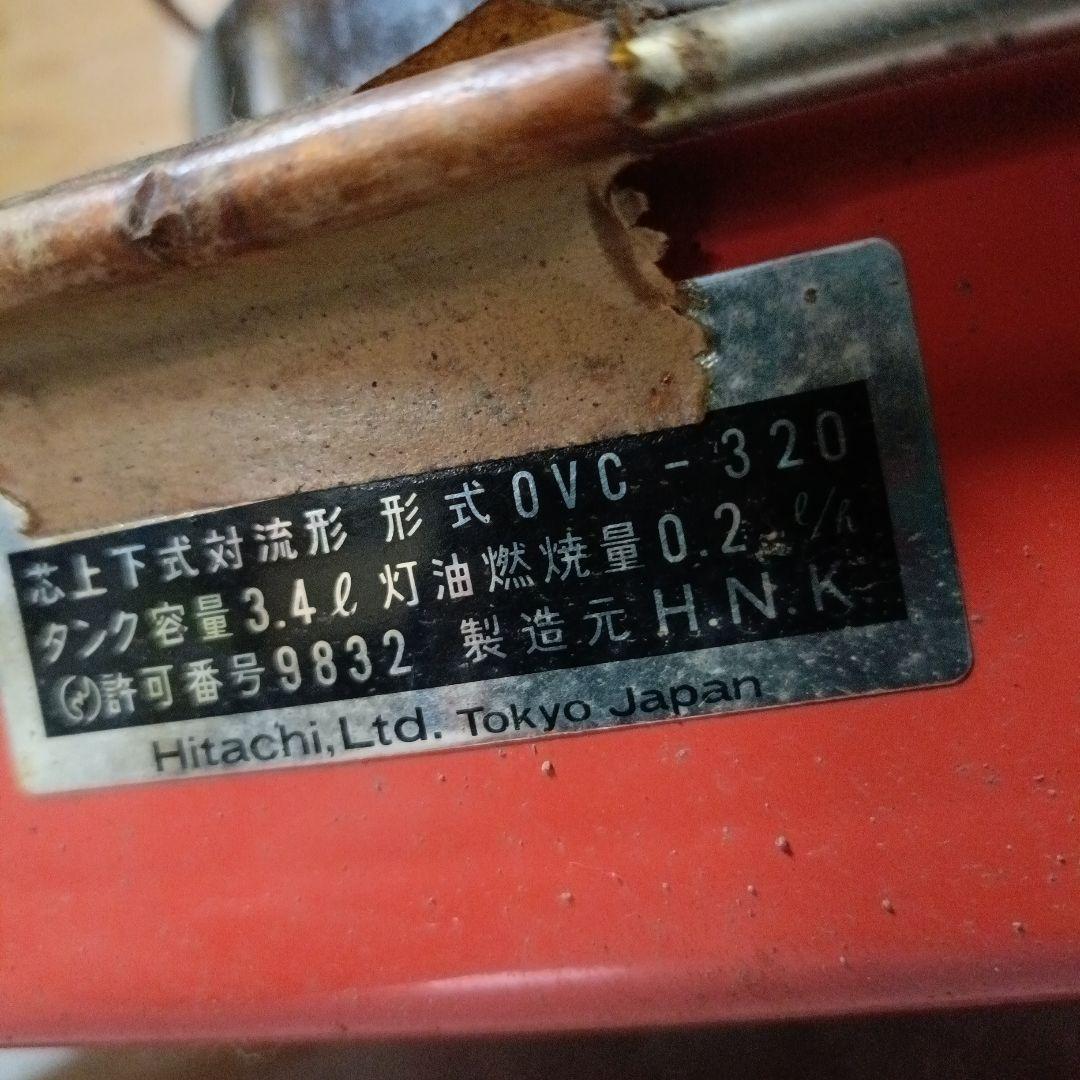 芯上下式対流形 形式 OVC-320
タンク容量 3.4ℓ 灯油燃焼量 0.2 ℓ/h
許可番号 9832 製造元 H.N.K
Hitachi, Ltd. Tokyo Japan